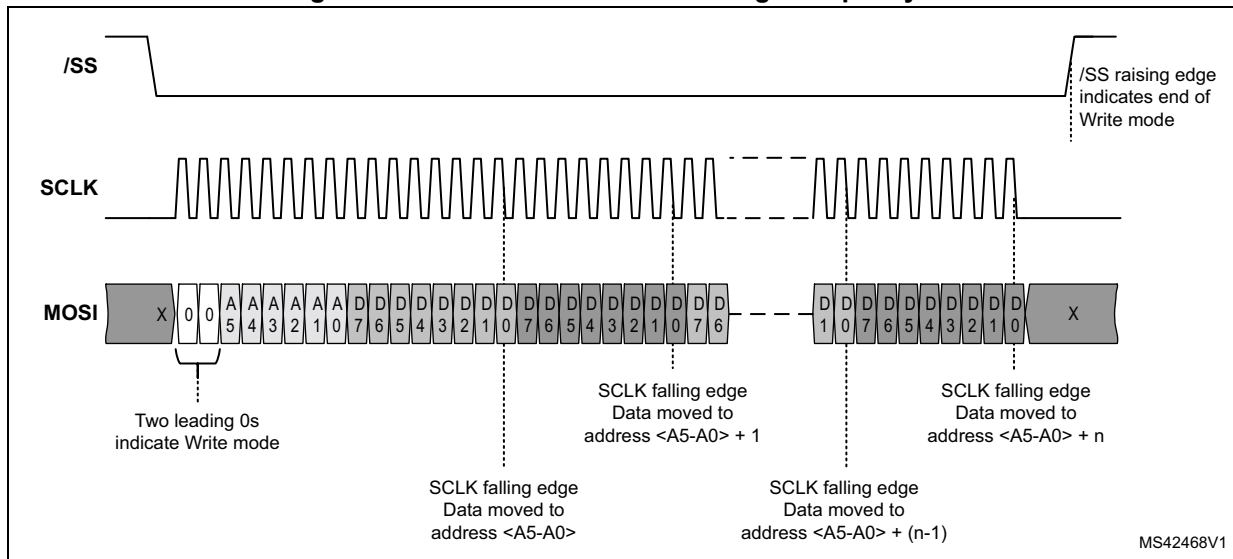 /SS
/SS raising edge
indicates end of
Write mode
SCLK
MOSI
X 0 0 A5 A4 A3 A2 A1 A0 D7 D6 D5 D4 D3 D2 D1 D0 D7 D6 D5 D4 D3 D2 D1 D0 D7 D6 D1 D0 D7 D6 D5 D4 D3 D2 D1 D0 X
Two leading 0s
indicate Write mode
SCLK falling edge
Data moved to
address <A5-A0> + 1
SCLK falling edge
Data moved to
address <A5-A0> + n
SCLK falling edge
Data moved to
address <A5-A0>
SCLK falling edge
Data moved to
address <A5-A0> + (n-1)
MS42468V1